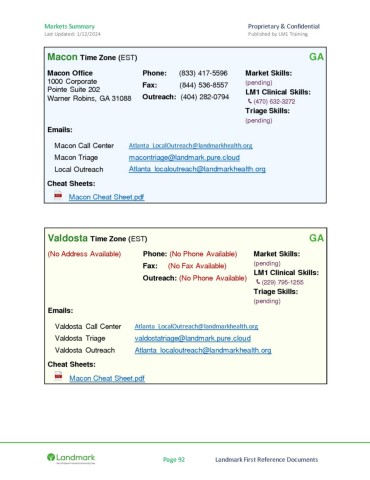 Markets Summary
Proprietary & Confidential
Last Updated: 1/12/2024
Published by LM1 Training
Macon Time Zone (EST) GA
Macon Office
1000 Corporate
Pointe Suite 202
Warner Robins, GA 31088
Phone: (833) 417-5596
Fax: (844) 536-8557
Outreach: (404) 282-0794
Market Skills:
(pending)
LM1 Clinical Skills:
(470) 632-3272
Triage Skills:
(pending)
Emails:
Macon Call Center Atlanta_LocalOutreach@landmarkhealth.org
Macon Triage macontriage@landmark.pure.cloud
Local Outreach Atlanta_localoutreach@landmarkhealth.org
Cheat Sheets:
Macon Cheat Sheet.pdf
Valdosta Time Zone (EST) GA
(No Address Available)
Phone: (No Phone Available)
Fax: (No Fax Available)
Outreach: (No Phone Available)
Market Skills:
(pending)
LM1 Clinical Skills:
(229) 795-1255
Triage Skills:
(pending)
Emails:
Valdosta Call Center Atlanta_LocalOutreach@landmarkhealth.org
Valdosta Triage valdostatriage@landmark.pure.cloud
Valdosta Outreach Atlanta_localoutreach@landmarkhealth.org
Cheat Sheets:
Macon Cheat Sheet.pdf
Landmark
Page 92
Landmark First Reference Documents